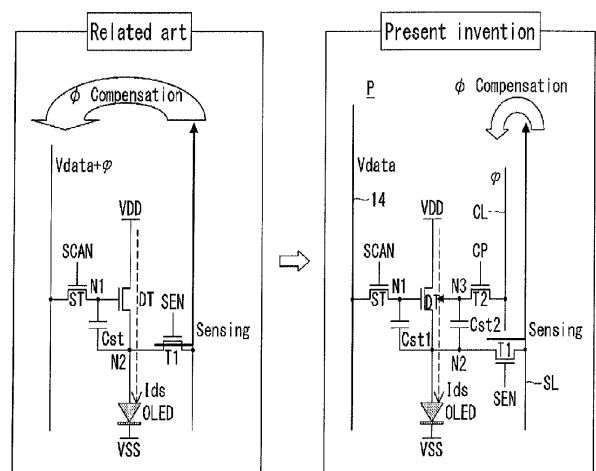 Related art
ϕ Compensation
Vdata+φ
VDD
SCAN
N1
ST
DT
SEN
Cst
Sensing
N2
T1
Ids
OLED
VSS
Present invention
P
ϕ Compensation
Vdata
φ
14
VDD
CL
SCAN
CP
N1
N3
ST
DT
T2
Cst1
Cst2
Sensing
T1
N2
Ids
SEN
SL
OLED
VSS